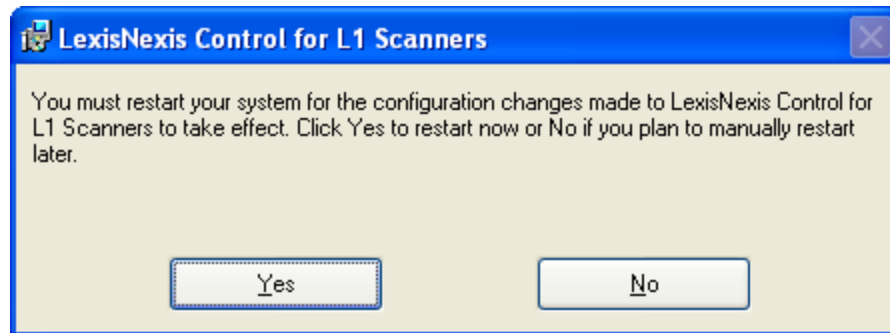 LexisNexis Control for L1 Scanners
You must restart your system for the configuration changes made to LexisNexis Control for
L1 Scanners to take effect. Click Yes to restart now or No if you plan to manually restart
later.
Yes
No